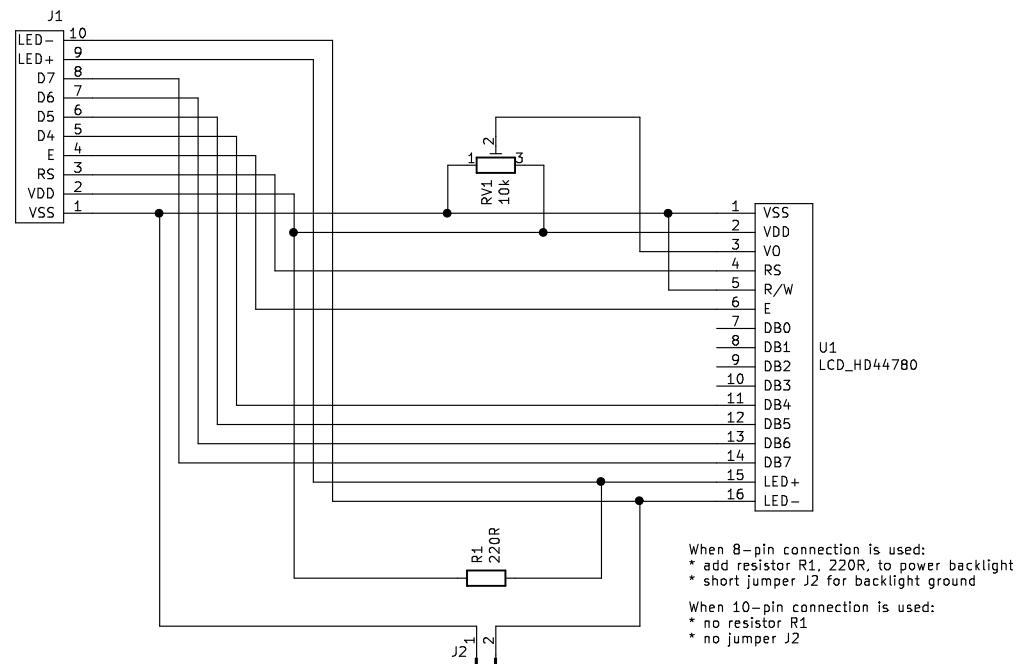 J1
LED- 10
LED+ 9
D7 8
D6 7
D5 6
D4 5
E 4
RS 3
VDD 2
VSS 1
2
1 3
RV1
10k
1 VSS
2 VDD
3 VO
4 RS
5 R/W
6 E
7 DB0
8 DB1
9 DB2
10 DB3
11 DB4
12 DB5
13 DB6
14 DB7
15 LED+
16 LED-
U1
LCD_HD44780
R1
220R
When 8-pin connection is used:
* add resistor R1, 220R, to power backlight
* short jumper J2 for backlight ground
When 10-pin connection is used:
* no resistor R1
* no jumper J2
J2 1 2